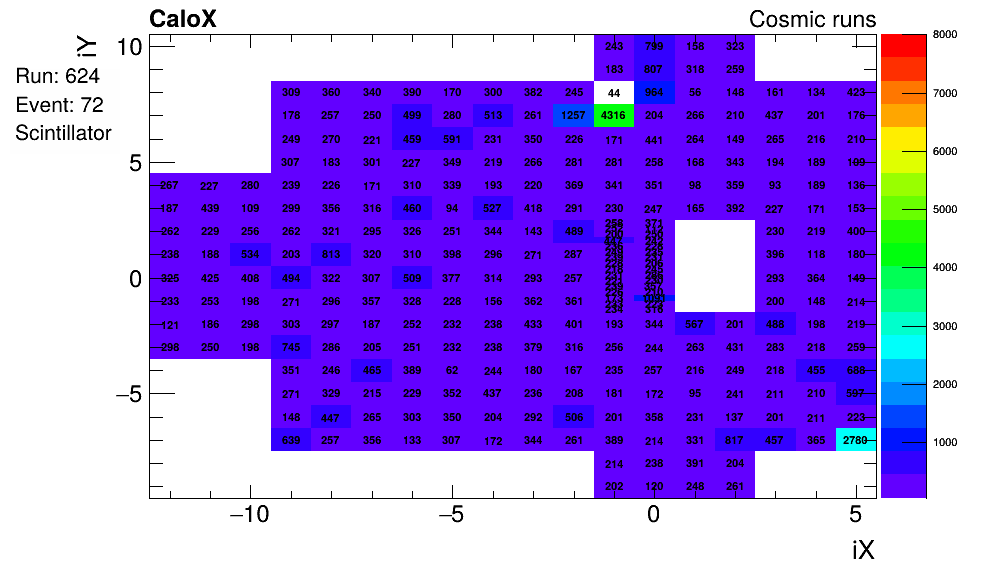 CaloX Cosmic runs
iY
Run: 624
Event: 72
Scintillator
10 5 0 −5
243 799 158 323
183 807 318 259
309 360 340 390 170 300 382 245 44 964 56 148 161 134 423
178 257 250 499 280 513 261 1257 4316 204 266 210 437 201 176
249 270 221 459 591 231 350 226 171 441 264 149 265 216 210
307 183 301 227 349 219 266 281 281 258 168 343 194 189 199
267 227 280 239 226 171 310 339 193 220 369 341 351 98 359 93 189 136
187 439 109 299 356 316 460 94 527 418 291 230 247 165 392 227 171 153
262 229 256 262 321 295 326 251 344 143 489 230 219 400
238 188 534 203 813 320 310 396 296 271 287 396 118 180
325 425 408 494 322 307 509 377 314 293 257 293 364 149
233 253 198 271 296 357 328 228 156 362 361 200 148 214
121 186 298 303 297 187 252 232 238 433 401 193 344 567 201 488 198 219
298 250 198 745 286 205 251 232 238 379 316 256 244 263 431 283 218 259
351 246 465 389 62 244 180 167 235 257 216 249 218 455 686
271 329 215 229 352 437 236 208 181 172 95 241 211 210 597
148 447 265 303 350 204 292 506 201 358 231 137 201 211 223
639 257 356 133 307 172 344 261 389 214 331 817 457 365 2780
214 238 391 204
202 120 248 261
−10 −5 0 5
iX
8000
7000
6000
5000
4000
3000
2000
1000